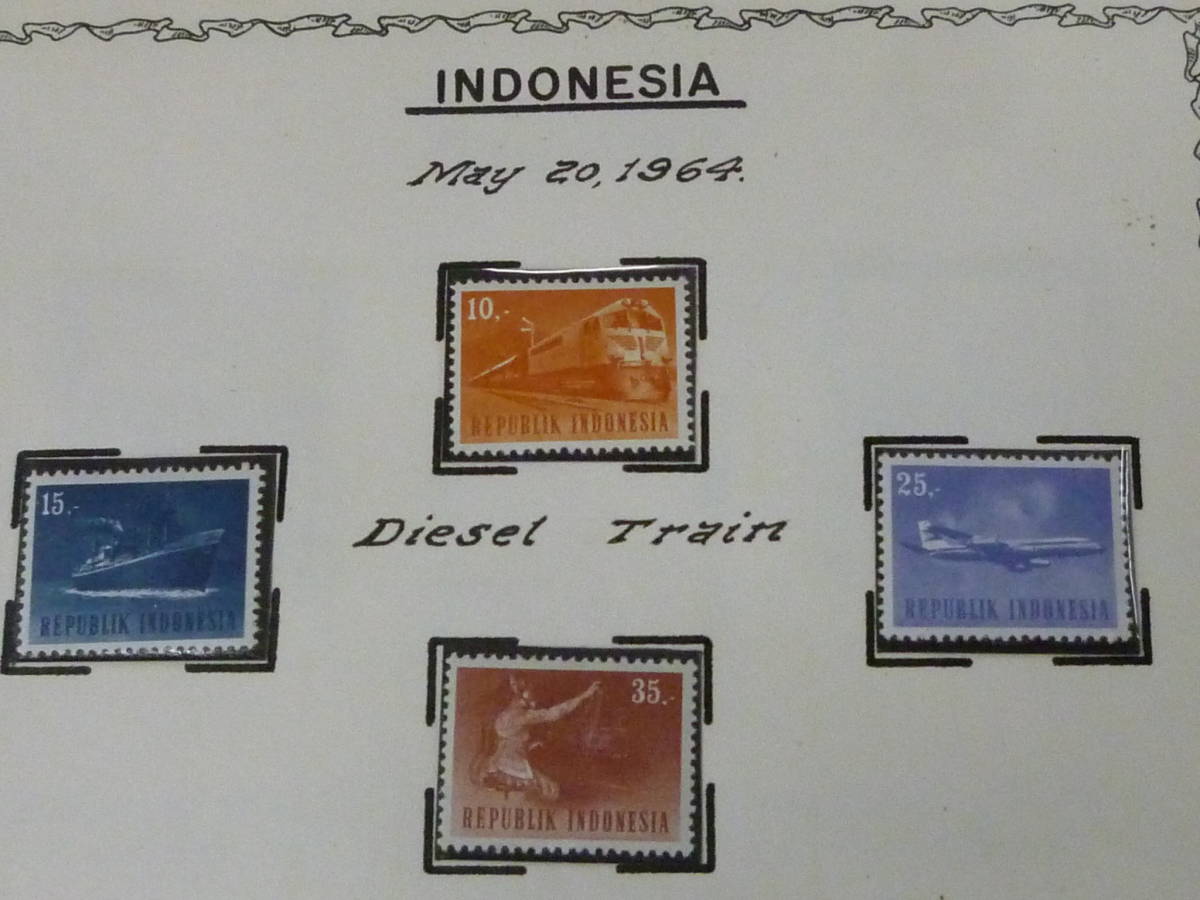 INDONESIA
May 20, 1964.
10,-
REPUBLIK INDONESIA
15,-
REPUBLIK INDONESIA
Diesel Train
25,-
REPUBLIK INDONESIA
35,-
REPUBLIK INDONESIA